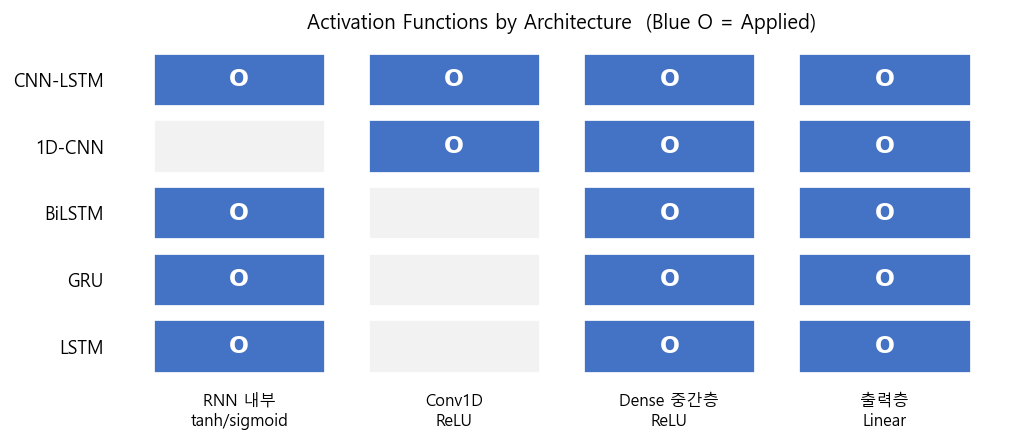 Activation Functions by Architecture (Blue O = Applied)
CNN-LSTM O O O O
1D-CNN O O O
BiLSTM O O O
GRU O O O
LSTM O O O
RNN 내부 Conv1D Dense 중간층 출력층
tanh/sigmoid ReLU ReLU Linear